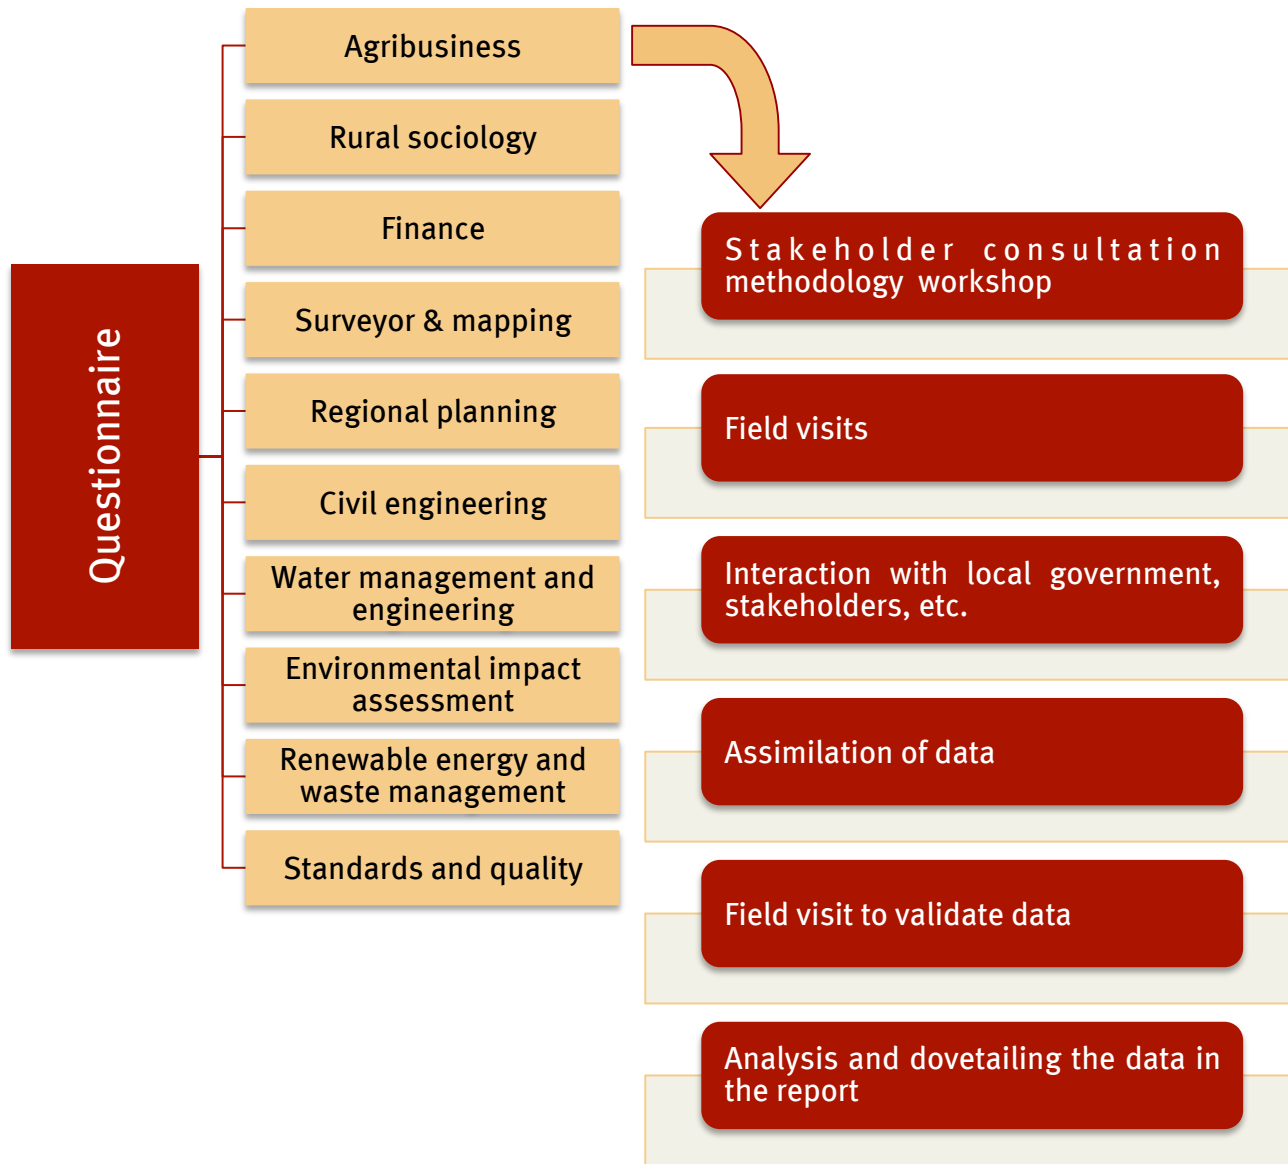 Questionnaire
Agribusiness
Rural sociology
Finance
Surveyor & mapping
Regional planning
Civil engineering
Water management and
engineering
Environmental impact
assessment
Renewable energy and
waste management
Standards and quality
Stakeholder consultation
methodology workshop
Field visits
Interaction with local government,
stakeholders, etc.
Assimilation of data
Field visit to validate data
Analysis and dovetailing the data in
the report